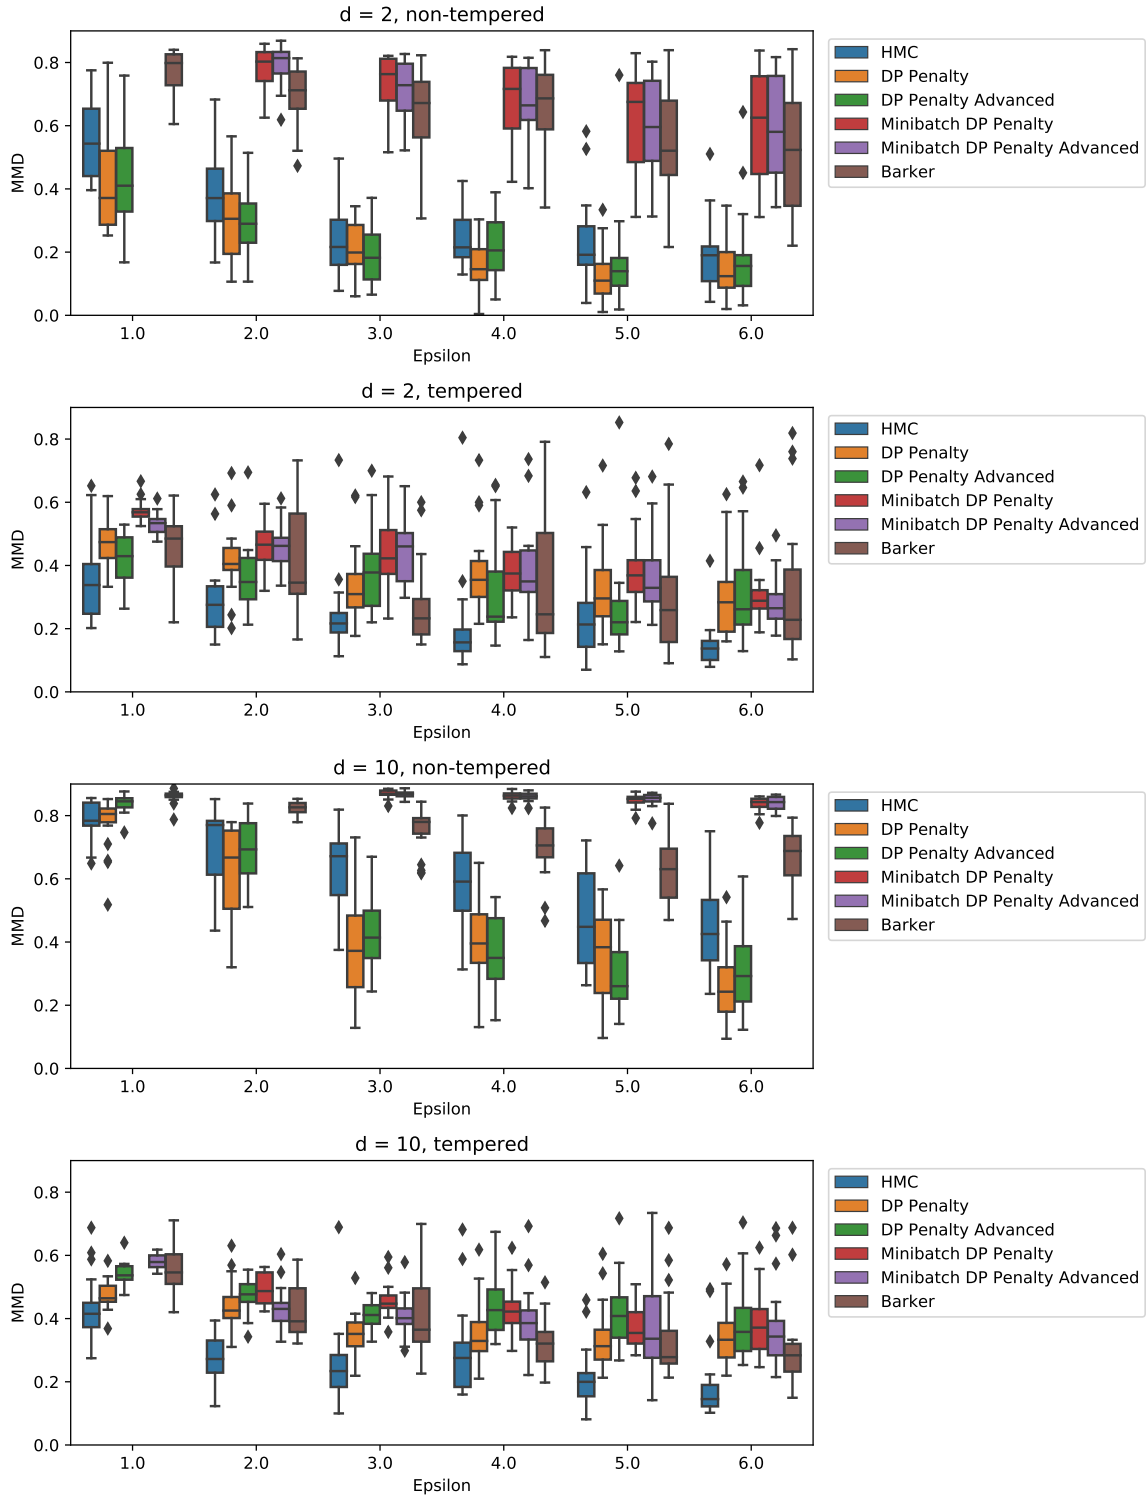 d = 2, non-tempered
MMD
0.8
0.6
0.4
0.2
0.0
1.0 2.0 3.0 4.0 5.0 6.0
Epsilon
HMC
DP Penalty
DP Penalty Advanced
Minibatch DP Penalty
Minibatch DP Penalty Advanced
Barker
d = 2, tempered
MMD
0.8
0.6
0.4
0.2
0.0
1.0 2.0 3.0 4.0 5.0 6.0
Epsilon
HMC
DP Penalty
DP Penalty Advanced
Minibatch DP Penalty
Minibatch DP Penalty Advanced
Barker
d = 10, non-tempered
MMD
0.8
0.6
0.4
0.2
0.0
1.0 2.0 3.0 4.0 5.0 6.0
Epsilon
HMC
DP Penalty
DP Penalty Advanced
Minibatch DP Penalty
Minibatch DP Penalty Advanced
Barker
d = 10, tempered
MMD
0.8
0.6
0.4
0.2
0.0
1.0 2.0 3.0 4.0 5.0 6.0
Epsilon
HMC
DP Penalty
DP Penalty Advanced
Minibatch DP Penalty
Minibatch DP Penalty Advanced
Barker